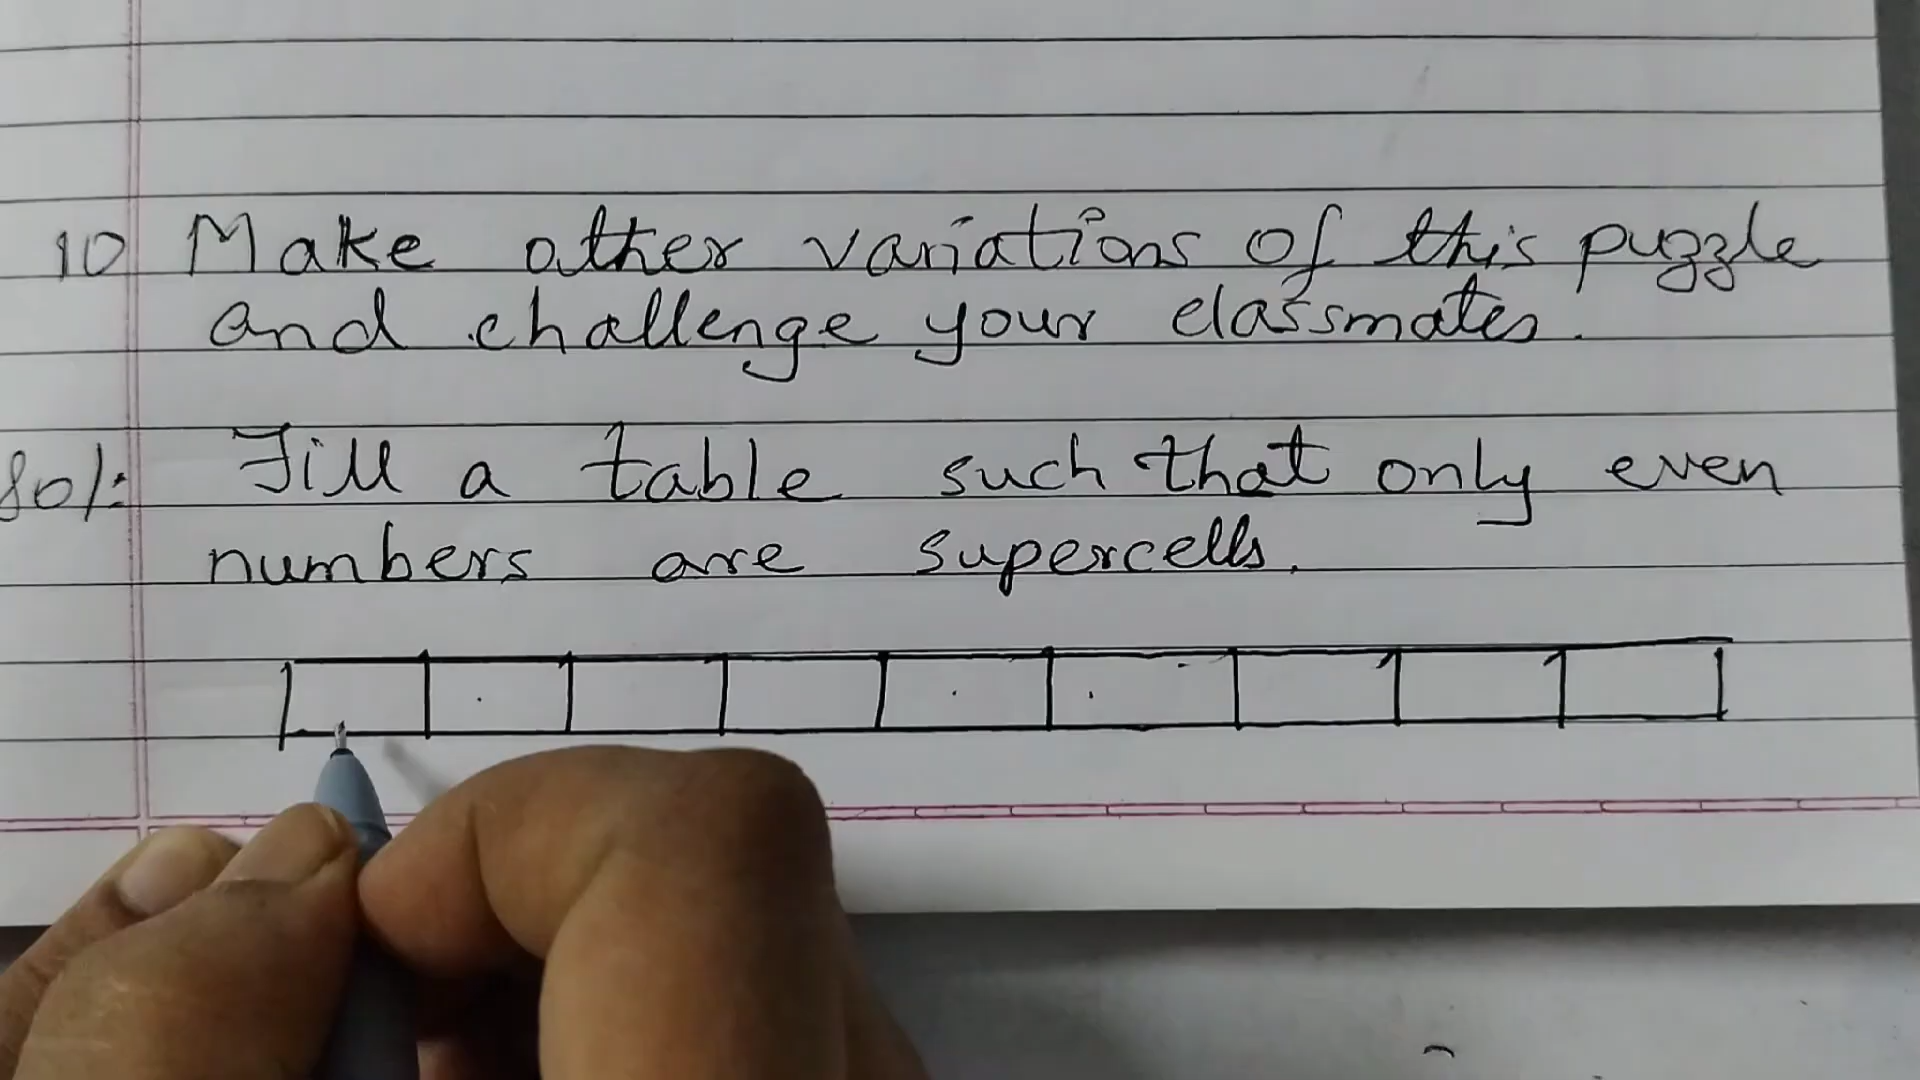 10 Make other variations of this puzzle
and challenge your classmates.
Sol: Fill a table such that only even
numbers are supercells.